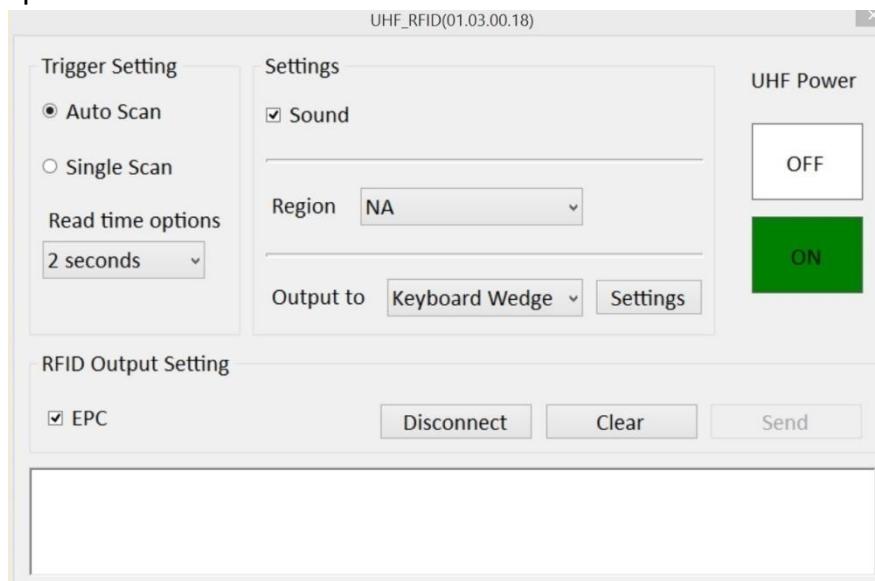 UHF_RFID(01.03.00.18)
Trigger Setting
Auto Scan
Single Scan
Read time options
2 seconds
Settings
Sound
Region NA
Output to Keyboard Wedge Settings
UHF Power
OFF
ON
RFID Output Setting
EPC Disconnect Clear Send